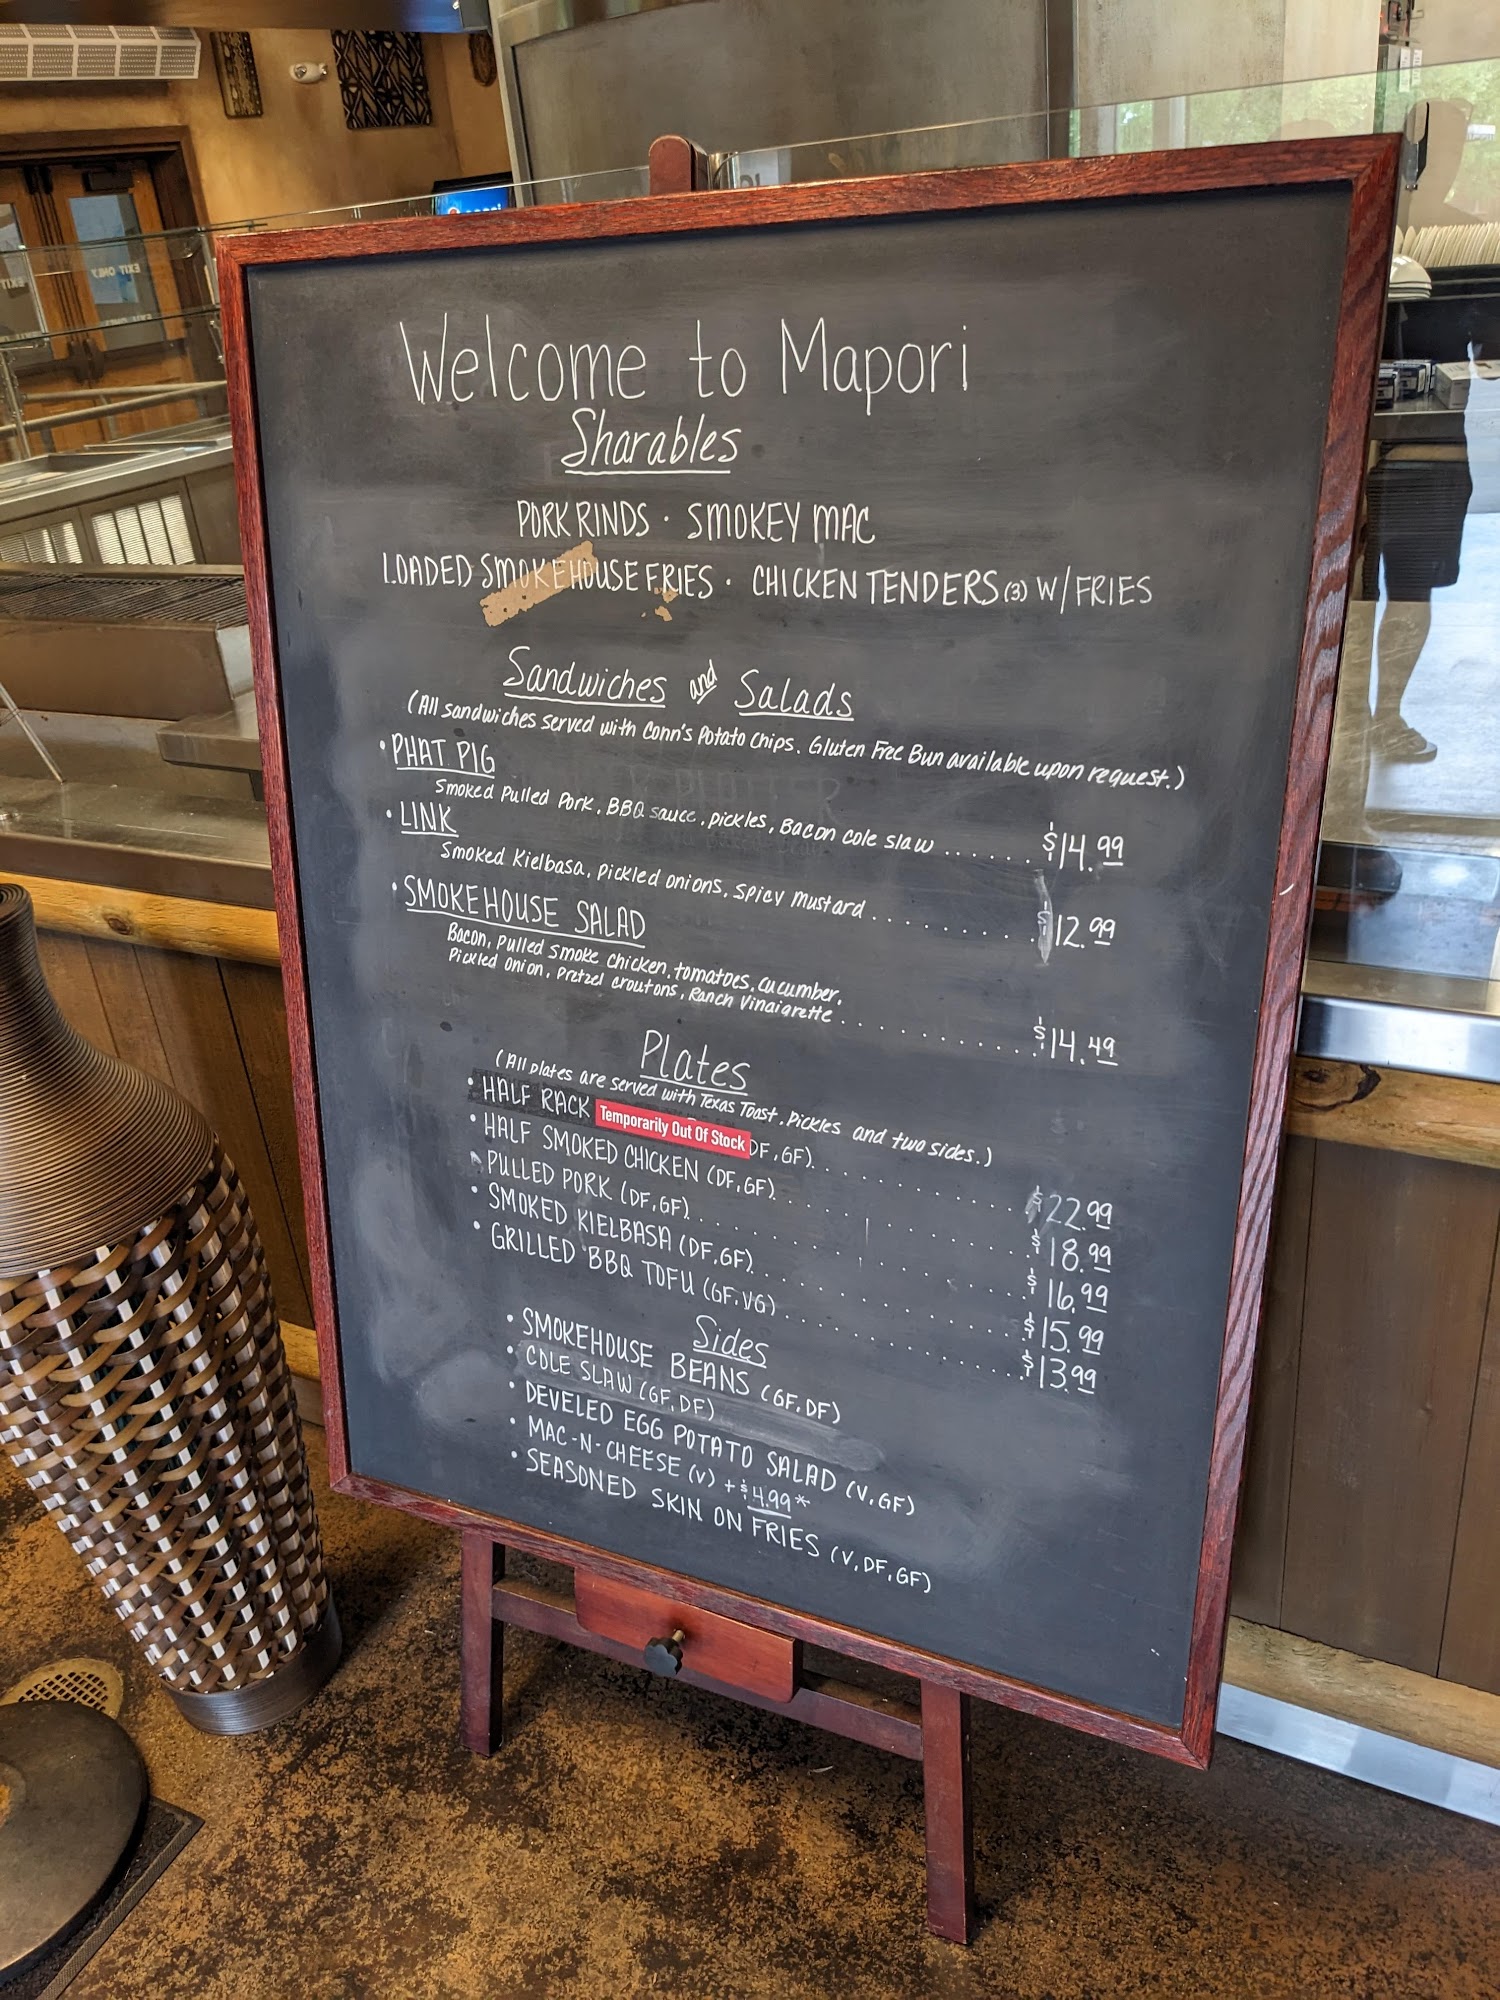 Welcome to Mapori
Sharables
PORK RINDS · SMOKEY MAC
LOADED SMOKEHOUSE FRIES · CHICKEN TENDERS (3) W/ FRIES
Sandwiches and Salads
(All sandwiches served with Conn's Potato Chips. Gluten Free Bun available upon request.)
• PHAT PIG
Smoked Pulled Pork, BBQ sauce, pickles, Bacon cole slaw ...... $14.99
• LINK
Smoked Kielbasa, pickled onions, spicy mustard ........ $12.99
• SMOKEHOUSE SALAD
Bacon, pulled smoke chicken, tomatoes, cucumber,
Pickled onion, Pretzel croutons, Ranch Vinaigrette ........... $14.49
Plates
(All plates are served with Texas Toast, Pickles and two sides.)
• HALF RACK Temporarily Out Of Stock DF, GF) ........... $22.99
• HALF SMOKED CHICKEN (DF, GF) ........... $18.99
• PULLED PORK (DF, GF) ........... $16.99
• SMOKED KIELBASA (DF, GF) ........... $15.99
• GRILLED BBQ TOFU (GF, VG) ........... $13.99
Sides
• SMOKEHOUSE BEANS (GF, DF)
• COLE SLAW (GF, DF)
• DEVELED EGG POTATO SALAD (V, GF)
• MAC-N-CHEESE (V) + $4.99*
• SEASONED SKIN ON FRIES (V, DF, GF)
EXIT ONLY